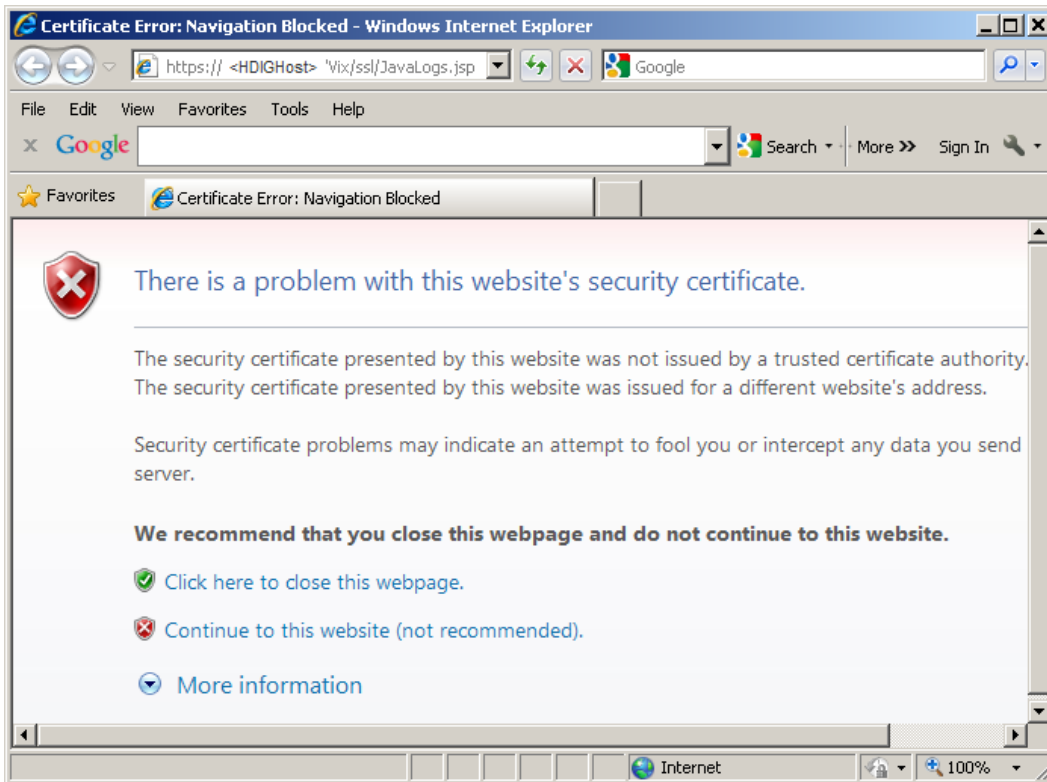 Certificate Error: Navigation Blocked - Windows Internet Explorer
https:// <HDIGHost> 'Vix/ssl/JavaLogs.jsp
Google
File Edit View Favorites Tools Help
x Google Search More >> Sign In
Favorites Certificate Error: Navigation Blocked
There is a problem with this website's security certificate.
The security certificate presented by this website was not issued by a trusted certificate authority.
The security certificate presented by this website was issued for a different website's address.
Security certificate problems may indicate an attempt to fool you or intercept any data you send
server.
We recommend that you close this webpage and do not continue to this website.
Click here to close this webpage.
Continue to this website (not recommended).
More information
Internet 100%